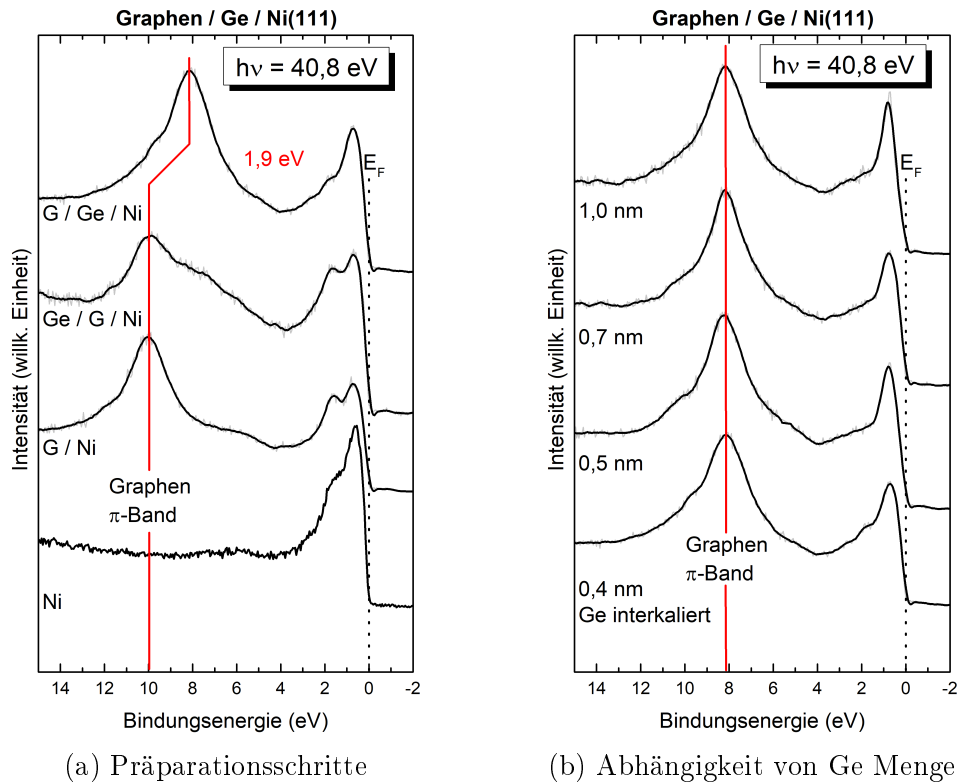 Graphen / Ge / Ni(111)
hν = 40,8 eV
1,9 eV
E_F
G / Ge / Ni
Ge / G / Ni
G / Ni
Graphen
π-Band
Ni
Intensität (willk. Einheit)
14 12 10 8 6 4 2 0 -2
Bindungsenergie (eV)
(a) Präparationsschritte
Graphen / Ge / Ni(111)
hν = 40,8 eV
E_F
1,0 nm
0,7 nm
0,5 nm
Graphen
π-Band
0,4 nm
Ge interkaliert
Intensität (willk. Einheit)
14 12 10 8 6 4 2 0 -2
Bindungsenergie (eV)
(b) Abhängigkeit von Ge Menge